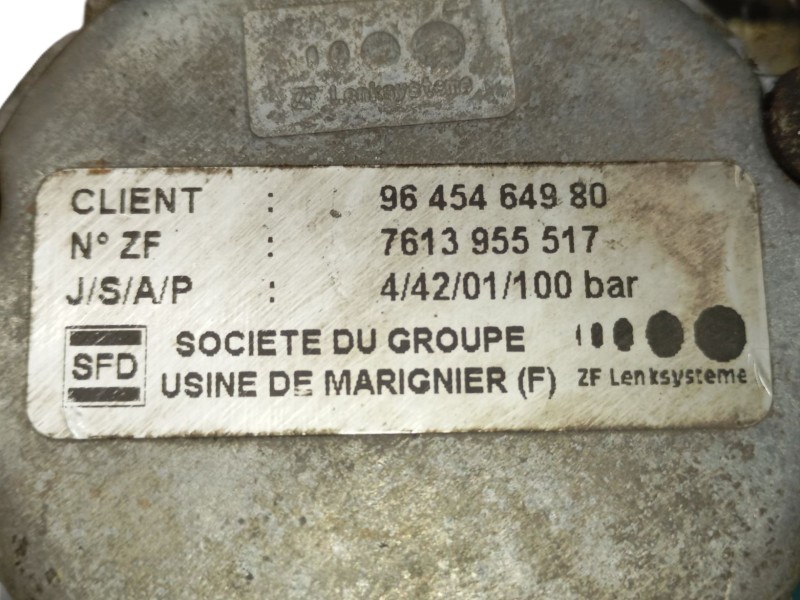 ZF Lenksysteme
CLIENT : 96 454 649 80
N° ZF : 7613 955 517
J/S/A/P : 4/42/01/100 bar
SFD SOCIETE DU GROUPE
USINE DE MARIGNIER (F) ZF Lenksysteme